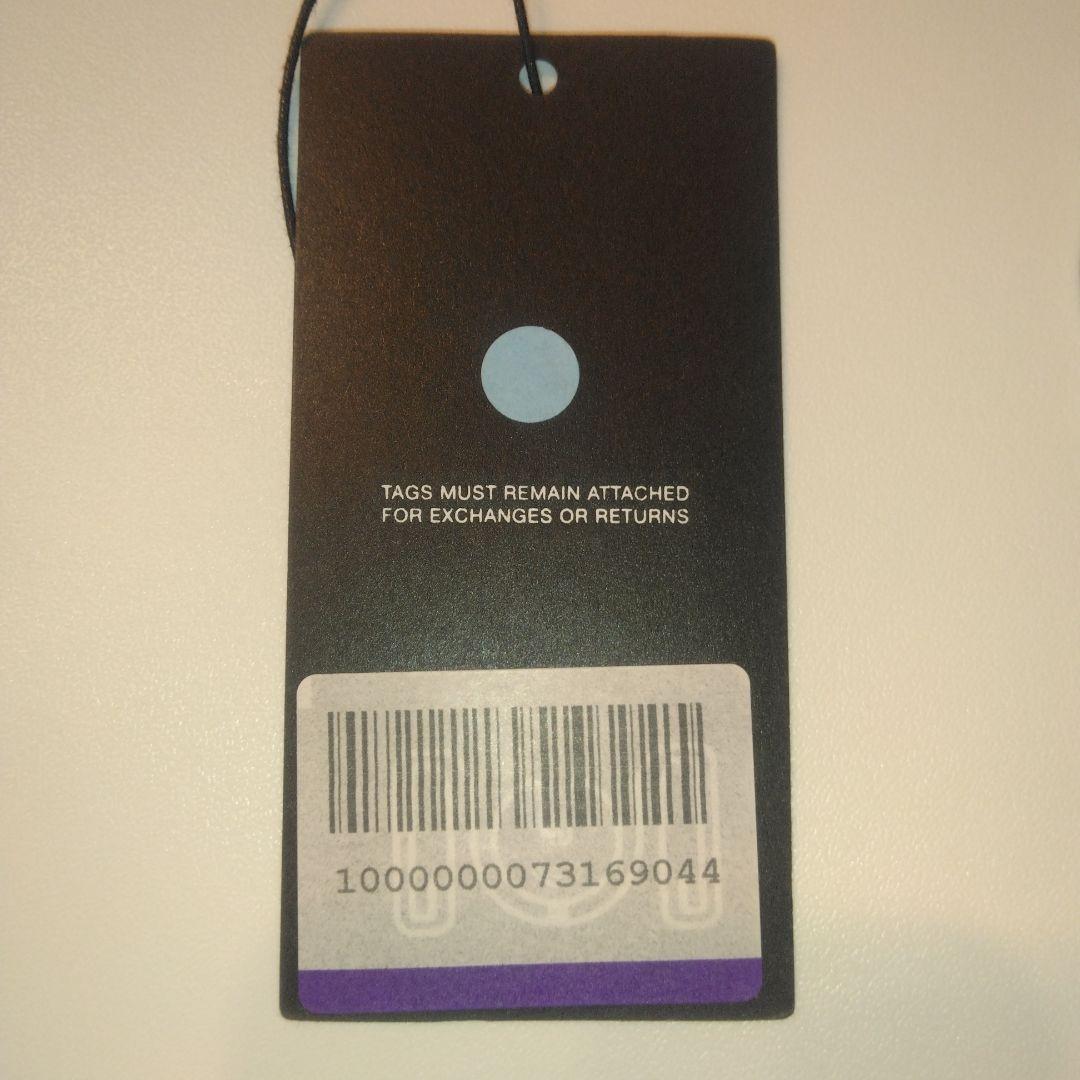 TAGS MUST REMAIN ATTACHED
FOR EXCHANGES OR RETURNS
1000000073169044